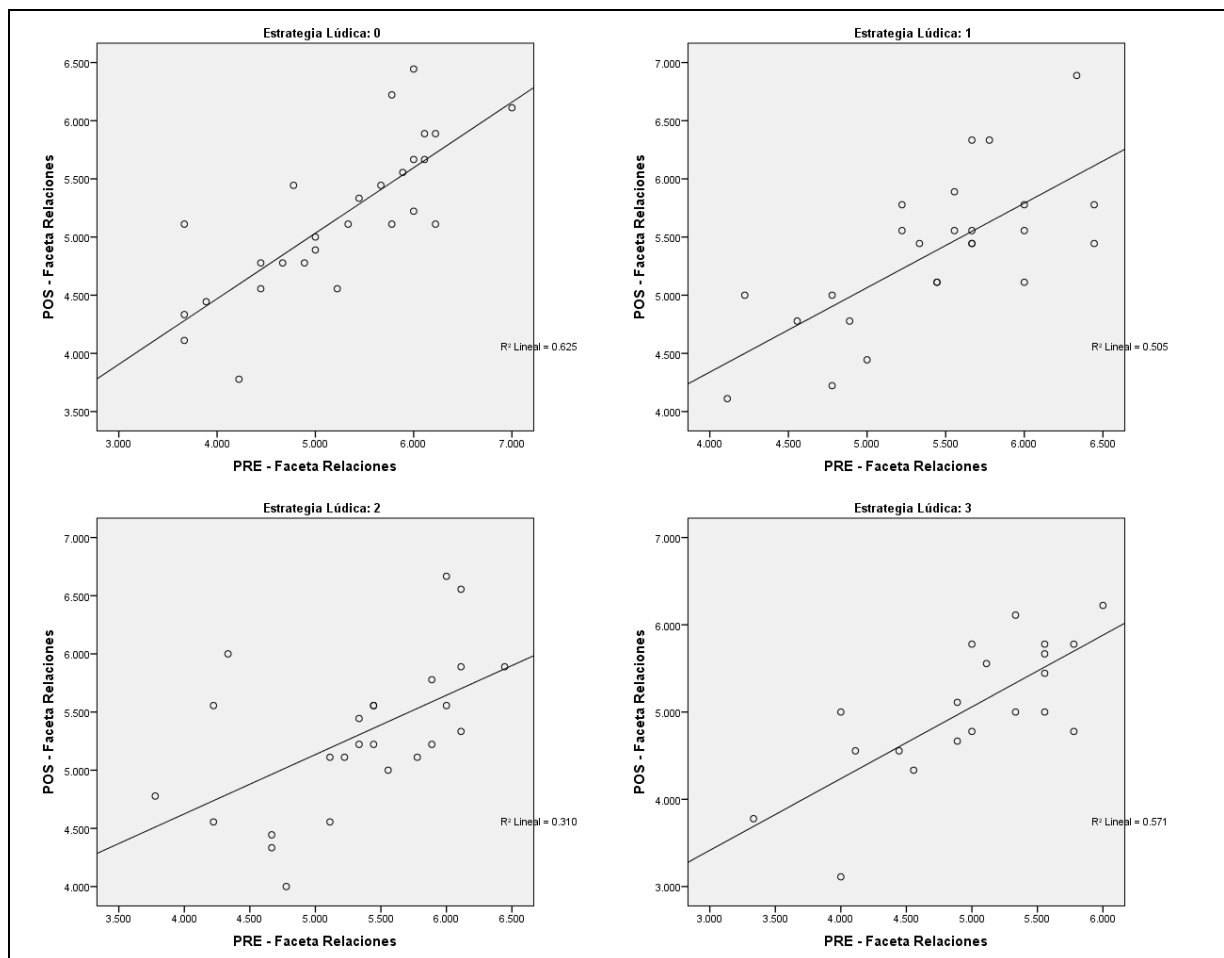 Estrategia Lúdica: 0
6.500
6.000
5.500
5.000
4.500
4.000
3.500
POS - Faceta Relaciones
R² Lineal = 0.625
3.000 4.000 5.000 6.000 7.000
PRE - Faceta Relaciones
Estrategia Lúdica: 1
7.000
6.500
6.000
5.500
5.000
4.500
4.000
POS - Faceta Relaciones
R² Lineal = 0.505
4.000 4.500 5.000 5.500 6.000 6.500
PRE - Faceta Relaciones
Estrategia Lúdica: 2
7.000
6.500
6.000
5.500
5.000
4.500
4.000
POS - Faceta Relaciones
R² Lineal = 0.310
3.500 4.000 4.500 5.000 5.500 6.000 6.500
PRE - Faceta Relaciones
Estrategia Lúdica: 3
7.000
6.000
5.000
4.000
3.000
POS - Faceta Relaciones
R² Lineal = 0.571
3.000 3.500 4.000 4.500 5.000 5.500 6.000
PRE - Faceta Relaciones